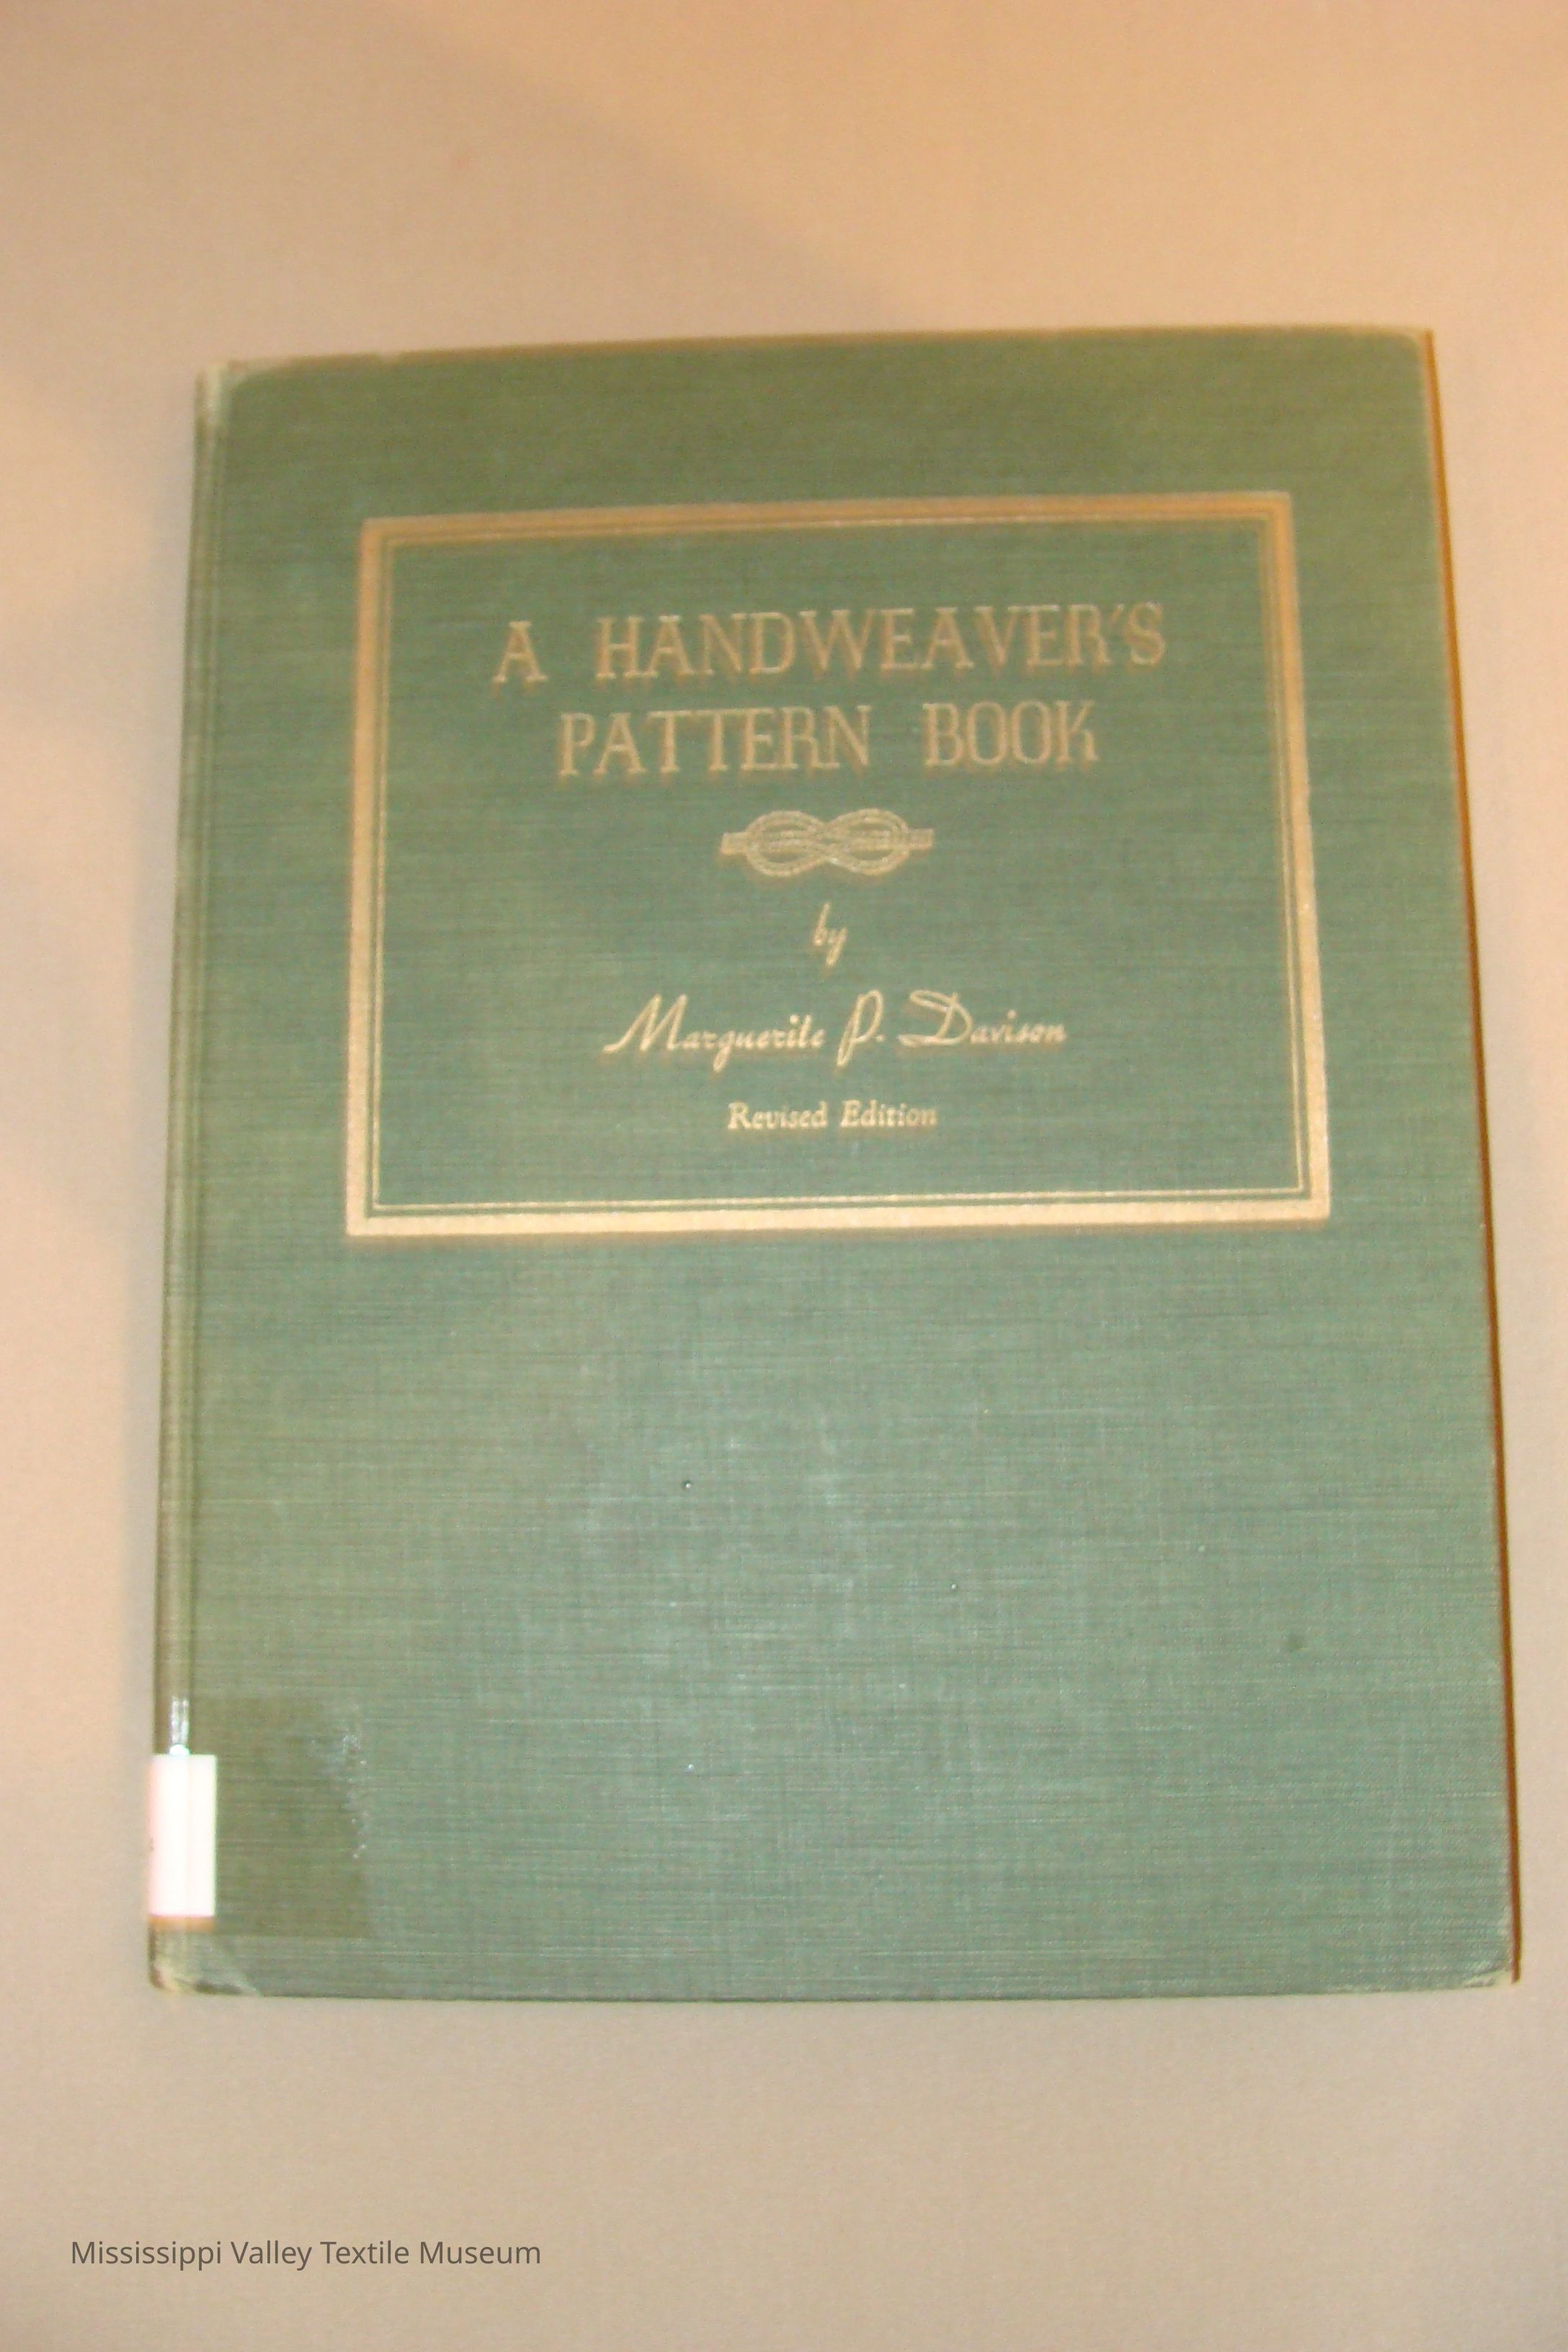 A HANDWEAVER'S
PATTERN BOOK
by
Marguerite P. Davison
Revised Edition
Mississippi Valley Textile Museum